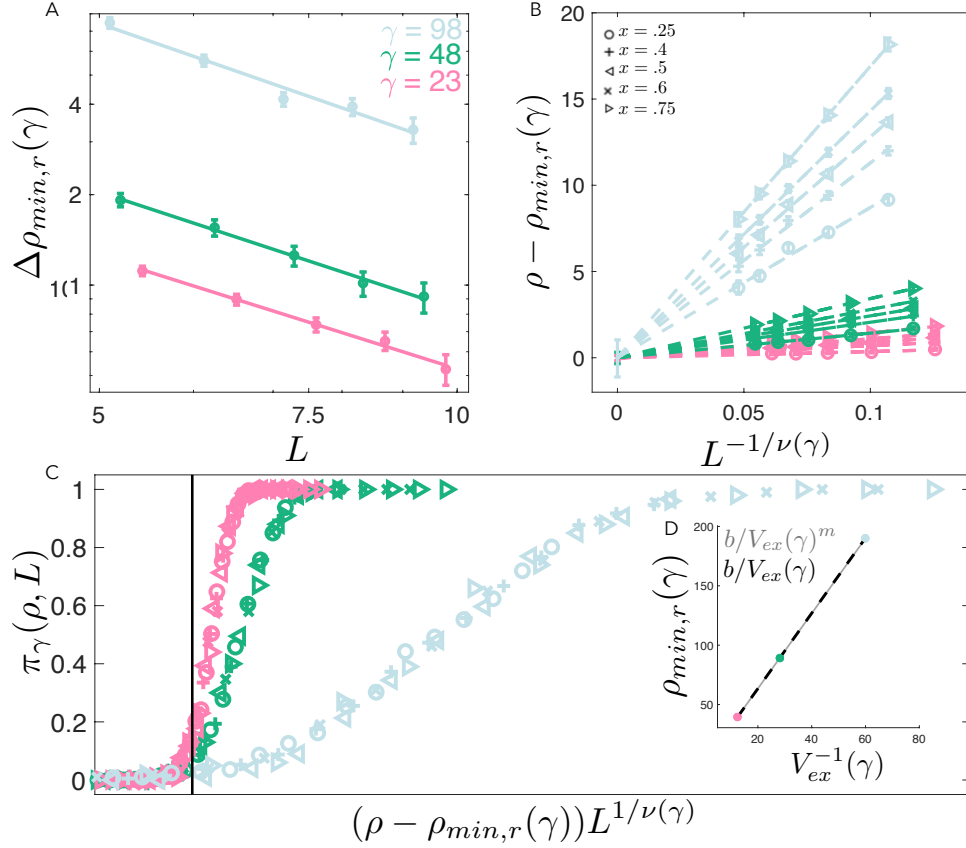 A
γ = 98
γ = 48
γ = 23
4
2
10^1
Δρ_{min,r}(γ)
5
7.5
10
L
B
20
15
10
5
0
x = .25
x = .4
x = .5
x = .6
x = .75
ρ − ρ_{min,r}(γ)
0
0.05
0.1
L^{-1/ν(γ)}
C
1
0.8
0.6
0.4
0.2
0
π_γ(ρ, L)
(ρ − ρ_{min,r}(γ))L^{1/ν(γ)}
D
200
150
100
50
b/V_{ex}(γ)^m
b/V_{ex}(γ)
ρ_{min,r}(γ)
20
40
60
80
V_{ex}^{-1}(γ)